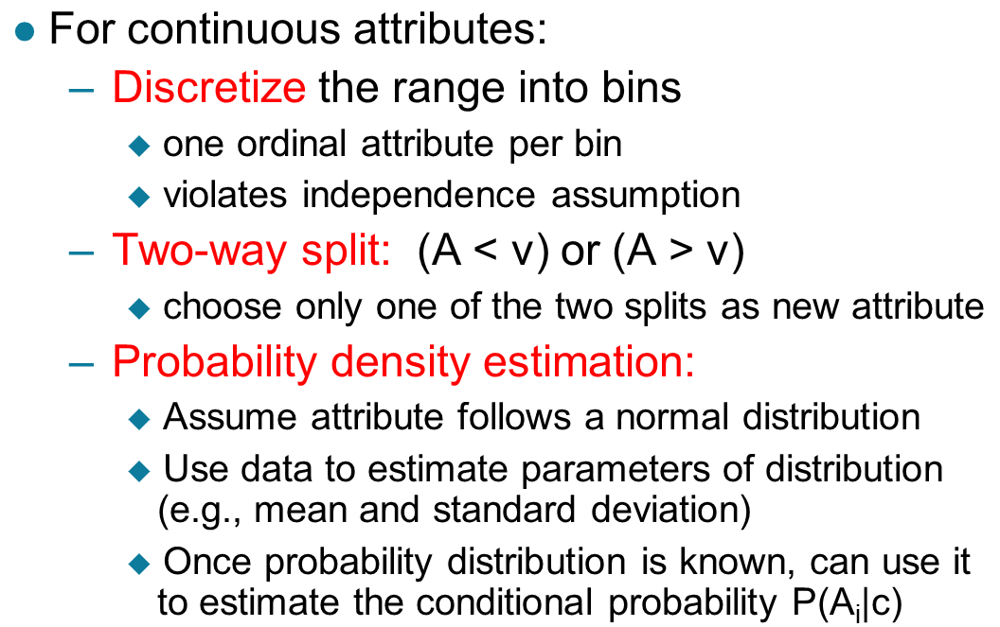 ● For continuous attributes:
– Discretize the range into bins
◆ one ordinal attribute per bin
◆ violates independence assumption
– Two-way split: (A < v) or (A > v)
◆ choose only one of the two splits as new attribute
– Probability density estimation:
◆ Assume attribute follows a normal distribution
◆ Use data to estimate parameters of distribution
(e.g., mean and standard deviation)
◆ Once probability distribution is known, can use it
to estimate the conditional probability P(Aᵢ|c)